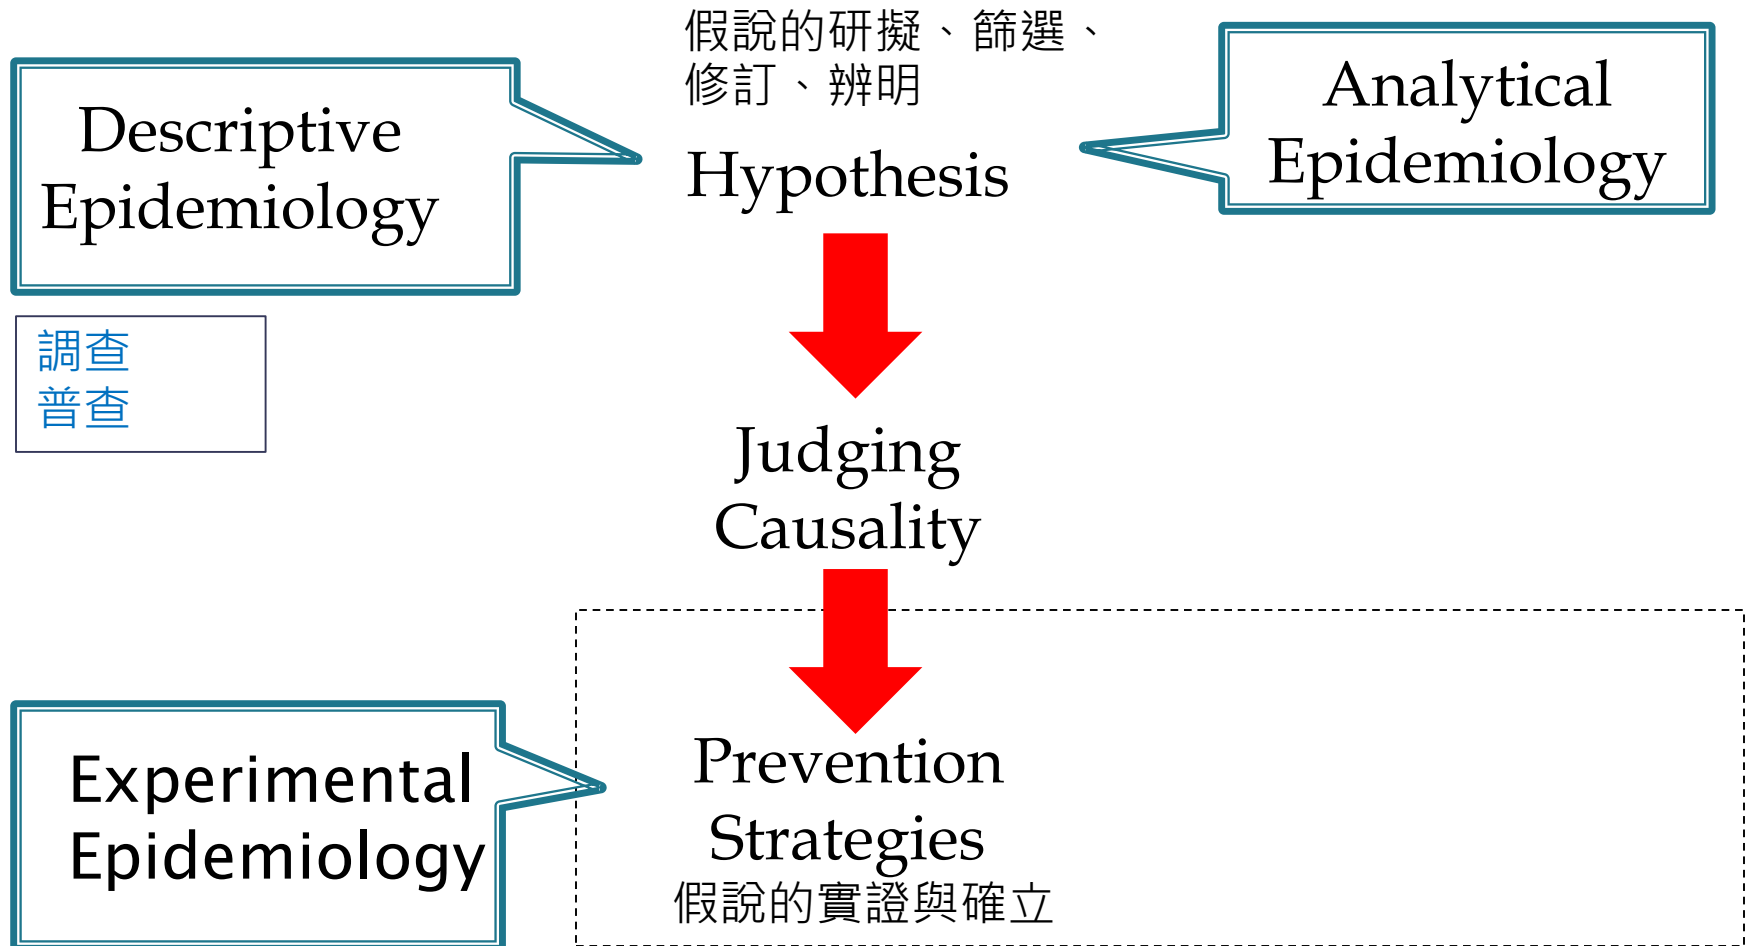 假說的研擬、篩選、
修訂、辨明
Descriptive
Epidemiology
Hypothesis
Analytical
Epidemiology
調查
普查
Judging
Causality
Experimental
Epidemiology
Prevention
Strategies
假說的實證與確立